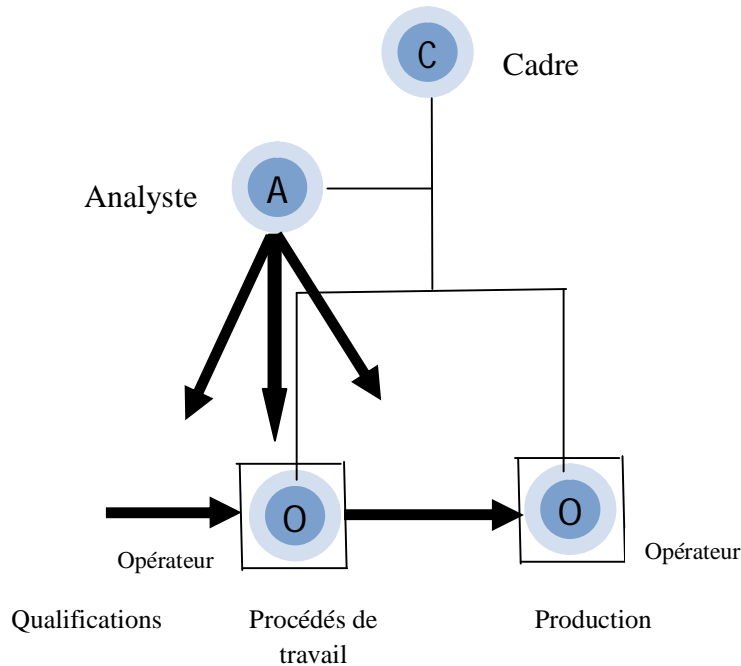 C
Cadre
A
Analyste
O
O
Opérateur
Opérateur
Qualifications
Procédés de
travail
Production